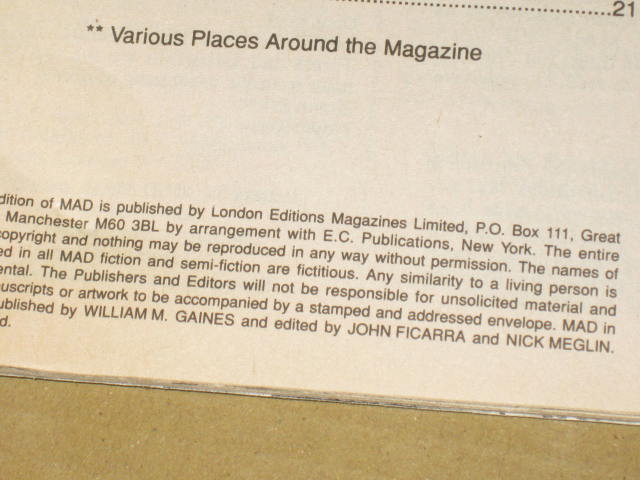 ......................................................21
** Various Places Around the Magazine
dition of MAD is published by London Editions Magazines Limited, P.O. Box 111, Great
Manchester M60 3BL by arrangement with E.C. Publications, New York. The entire
copyright and nothing may be reproduced in any way without permission. The names of
ed in all MAD fiction and semi-fiction are fictitious. Any similarity to a living person is
ental. The Publishers and Editors will not be responsible for unsolicited material and
uscripts or artwork to be accompanied by a stamped and addressed envelope. MAD in
ublished by WILLIAM M. GAINES and edited by JOHN FICARRA and NICK MEGLIN.
d.